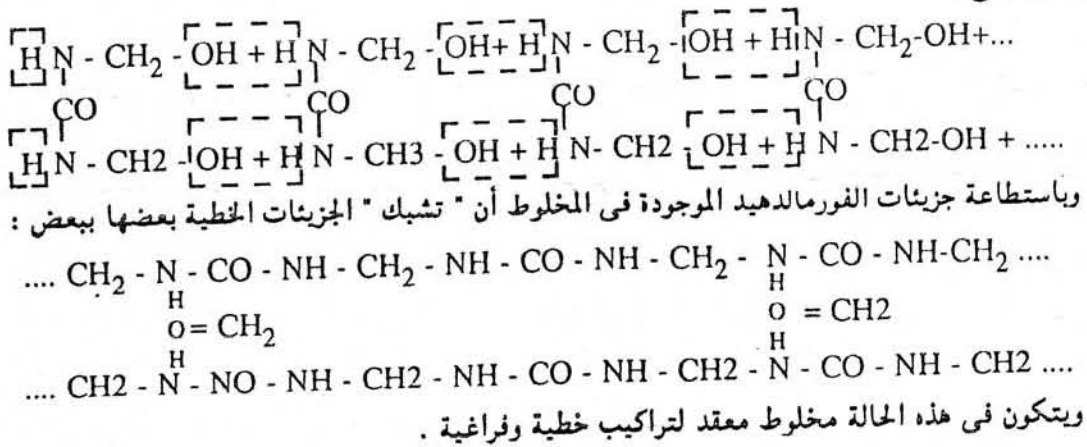 H N - CH₂ - OH + H N - CH₂ - OH + H N - CH₂ - OH + H N - CH₂-OH+...
CO CO CO CO
H N - CH2 - OH + H N - CH3 - OH + H N- CH2 - OH + H N - CH2-OH + .....
وباستطاعة جزيئات الفورمالدهيد الموجودة فى المخلوط أن " تشبك " الجزيئات الخطية بعضها ببعض :
.... CH₂ - N - CO - NH - CH₂ - NH - CO - NH - CH₂ - N - CO - NH-CH₂ ....
H H
O = CH₂ O = CH2
H H
.... CH2 - N - NO - NH - CH2 - NH - CO - NH - CH2 - N - CO - NH - CH2 ....
ويتكون فى هذه الحالة مخلوط معقد لتراكيب خطية وفراغية .